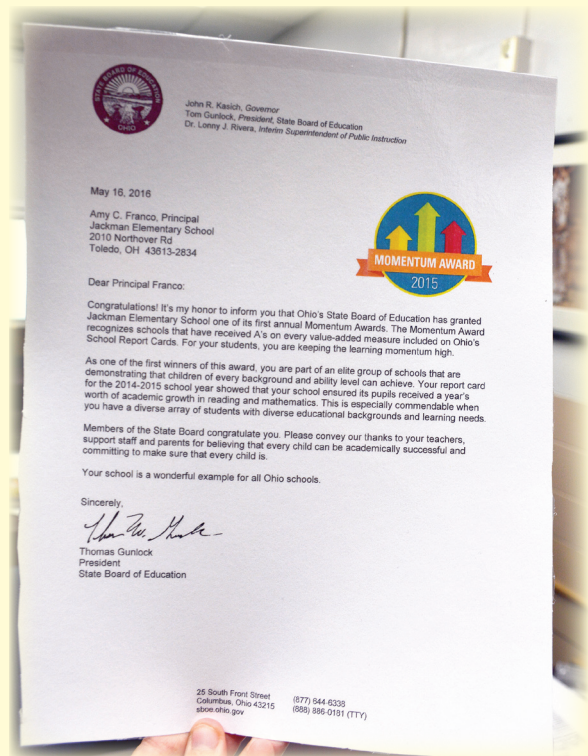 STATE BOARD OF EDUCATION
OHIO
John R. Kasich, Governor
Tom Gunlock, President, State Board of Education
Dr. Lonny J. Rivera, Interim Superintendent of Public Instruction
May 16, 2016
Amy C. Franco, Principal
Jackman Elementary School
2010 Northover Rd
Toledo, OH 43613-2834
MOMENTUM AWARD
2015
Dear Principal Franco:
Congratulations! It's my honor to inform you that Ohio's State Board of Education has granted
Jackman Elementary School one of its first annual Momentum Awards. The Momentum Award
recognizes schools that have received A's on every value-added measure included on Ohio's
School Report Cards. For your students, you are keeping the learning momentum high.
As one of the first winners of this award, you are part of an elite group of schools that are
demonstrating that children of every background and ability level can achieve. Your report card
for the 2014-2015 school year showed that your school ensured its pupils received a year's
worth of academic growth in reading and mathematics. This is especially commendable when
you have a diverse array of students with diverse educational backgrounds and learning needs.
Members of the State Board congratulate you. Please convey our thanks to your teachers,
support staff and parents for believing that every child can be academically successful and
committing to make sure that every child is.
Your school is a wonderful example for all Ohio schools.
Sincerely,
Thomas Gunlock
President
State Board of Education
25 South Front Street
Columbus, Ohio 43215
sboe.ohio.gov
(877) 644-6338
(888) 886-0181 (TTY)